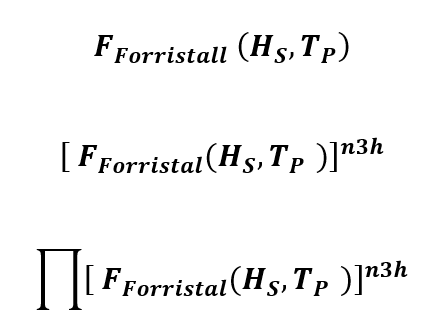 F_Forristall (H_S, T_P)
[ F_Forristal(H_S, T_P )]^n3h
∏[ F_Forristal(H_S, T_P )]^n3h